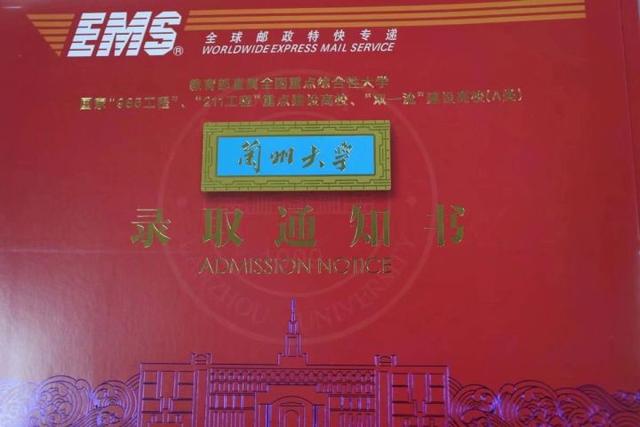 EMS® 全球邮政特快专递
WORLDWIDE EXPRESS MAIL SERVICE
教育部直属全国重点综合性大学
国家“985工程”、“211工程”重点建设高校、“双一流”建设高校(A类)
兰州大学
录取通知书
ADMISSION NOTICE